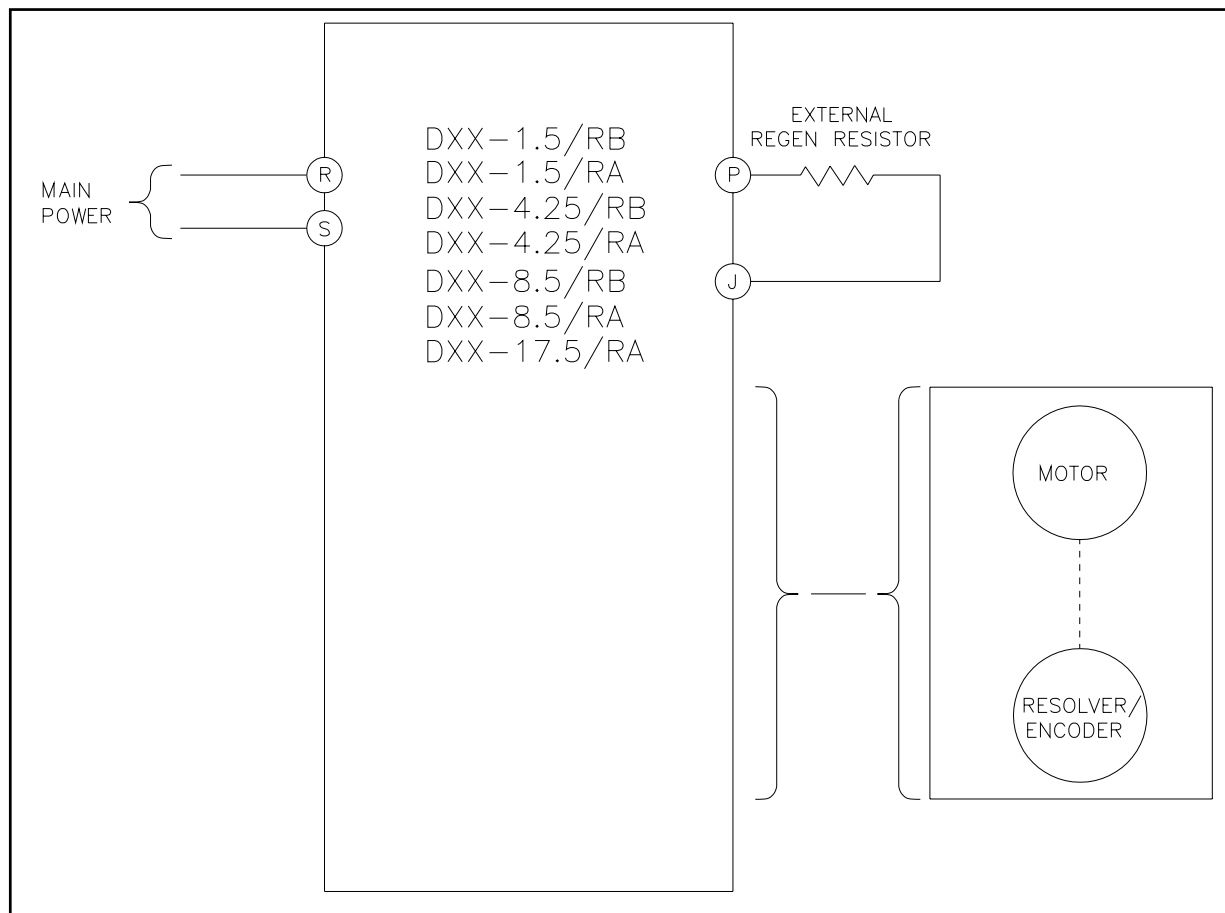 MAIN
POWER
R
S
DXX-1.5/RB
DXX-1.5/RA
DXX-4.25/RB
DXX-4.25/RA
DXX-8.5/RB
DXX-8.5/RA
DXX-17.5/RA
EXTERNAL
REGEN RESISTOR
P
J
MOTOR
RESOLVER/
ENCODER